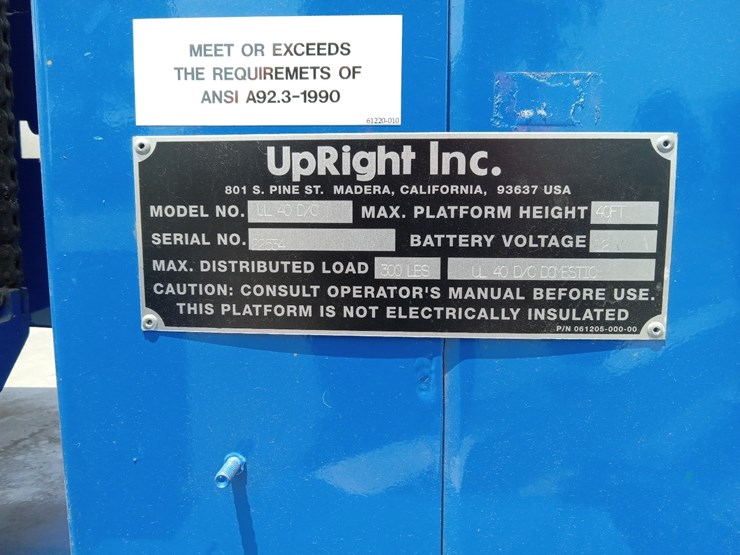 MEET OR EXCEEDS
THE REQUIREMETS OF
ANSI A92.3-1990
61220-010
UpRight Inc.
801 S. PINE ST. MADERA, CALIFORNIA, 93637 USA
MODEL NO. UL 40 D/C MAX. PLATFORM HEIGHT 40FT
SERIAL NO. BATTERY VOLTAGE
MAX. DISTRIBUTED LOAD 300 LBS UL 40 D/C DOMESTIC
CAUTION: CONSULT OPERATOR'S MANUAL BEFORE USE.
THIS PLATFORM IS NOT ELECTRICALLY INSULATED
P/N 061205-000-00